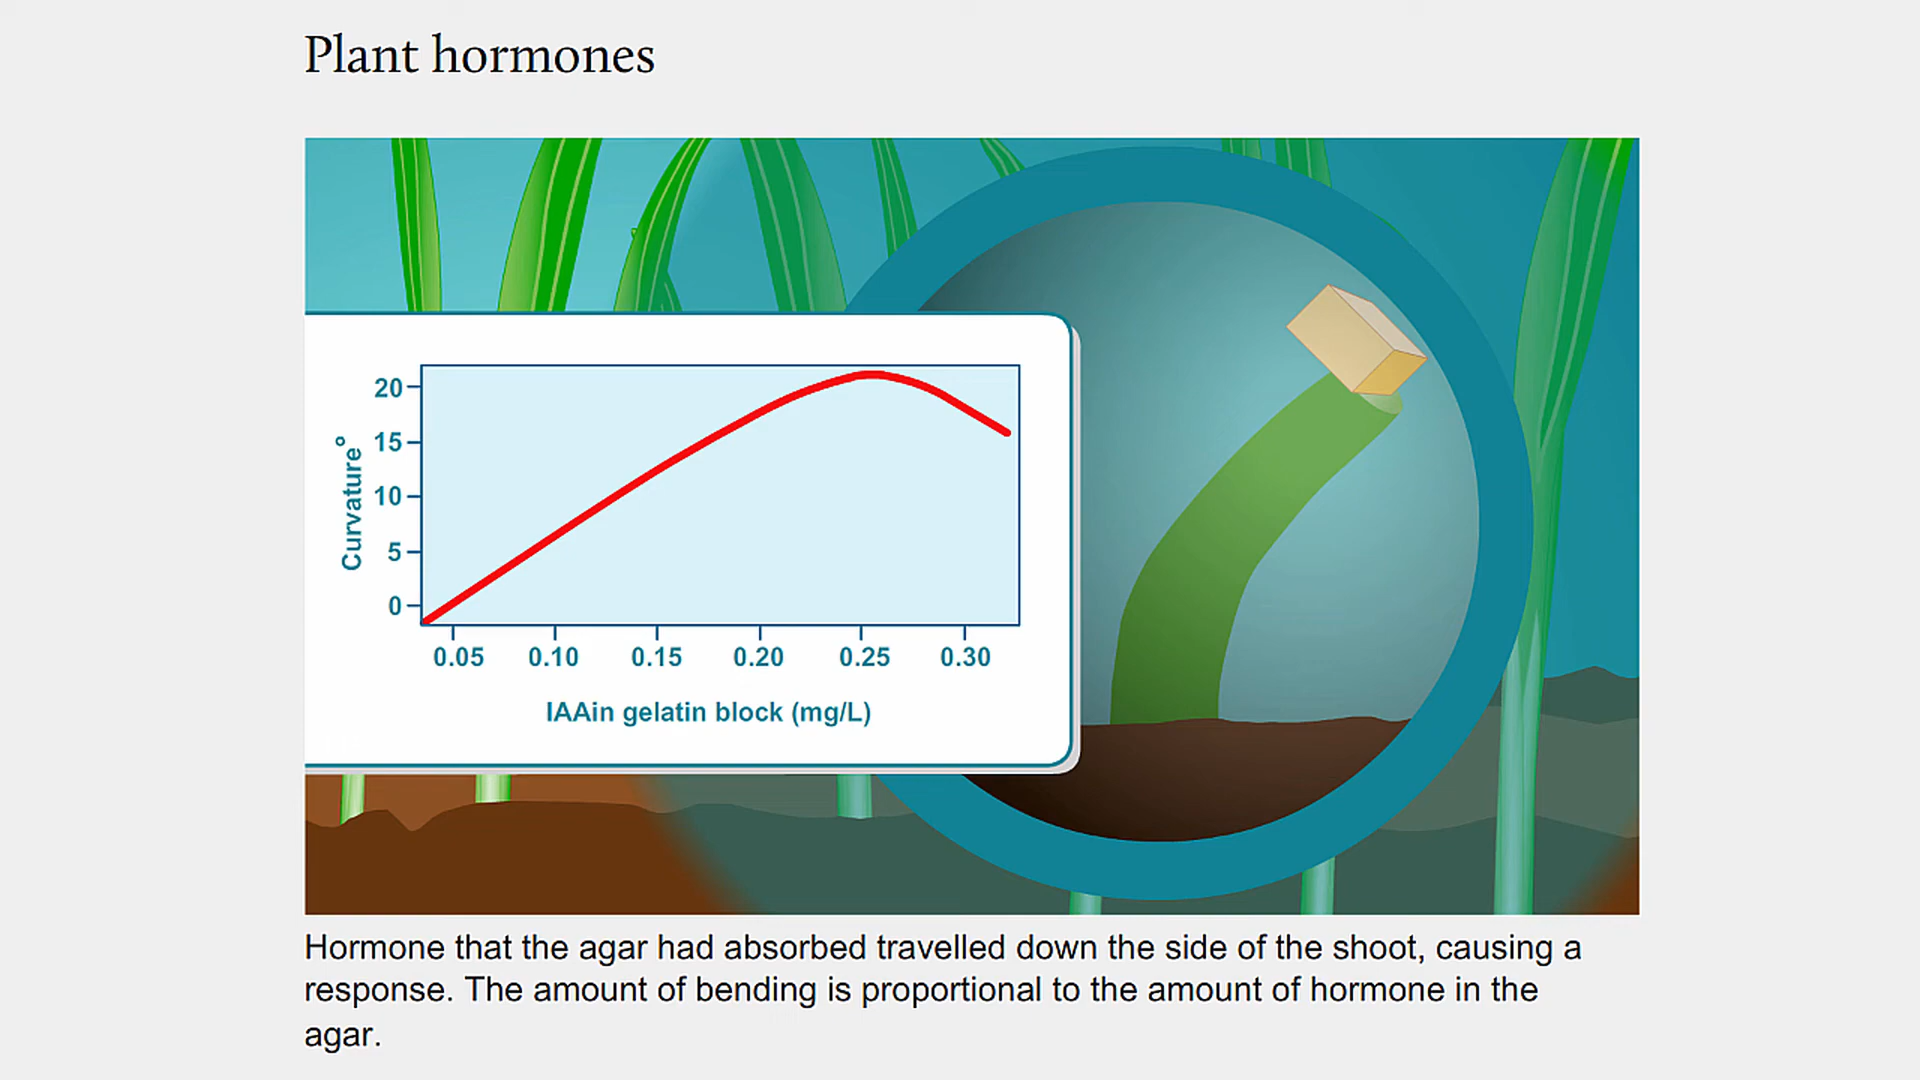 Plant hormones
20
15
10
5
0
Curvature°
0.05 0.10 0.15 0.20 0.25 0.30
IAAin gelatin block (mg/L)
Hormone that the agar had absorbed travelled down the side of the shoot, causing a
response. The amount of bending is proportional to the amount of hormone in the
agar.